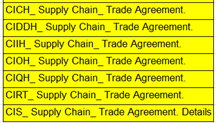 CICH_ Supply Chain_ Trade Agreement.
CIDDH_ Supply Chain_ Trade Agreement.
CIIH_ Supply Chain_ Trade Agreement.
CIOH_ Supply Chain_ Trade Agreement.
CIQH_ Supply Chain_ Trade Agreement.
CIRT_ Supply Chain_ Trade Agreement.
CIS_ Supply Chain_ Trade Agreement. Details